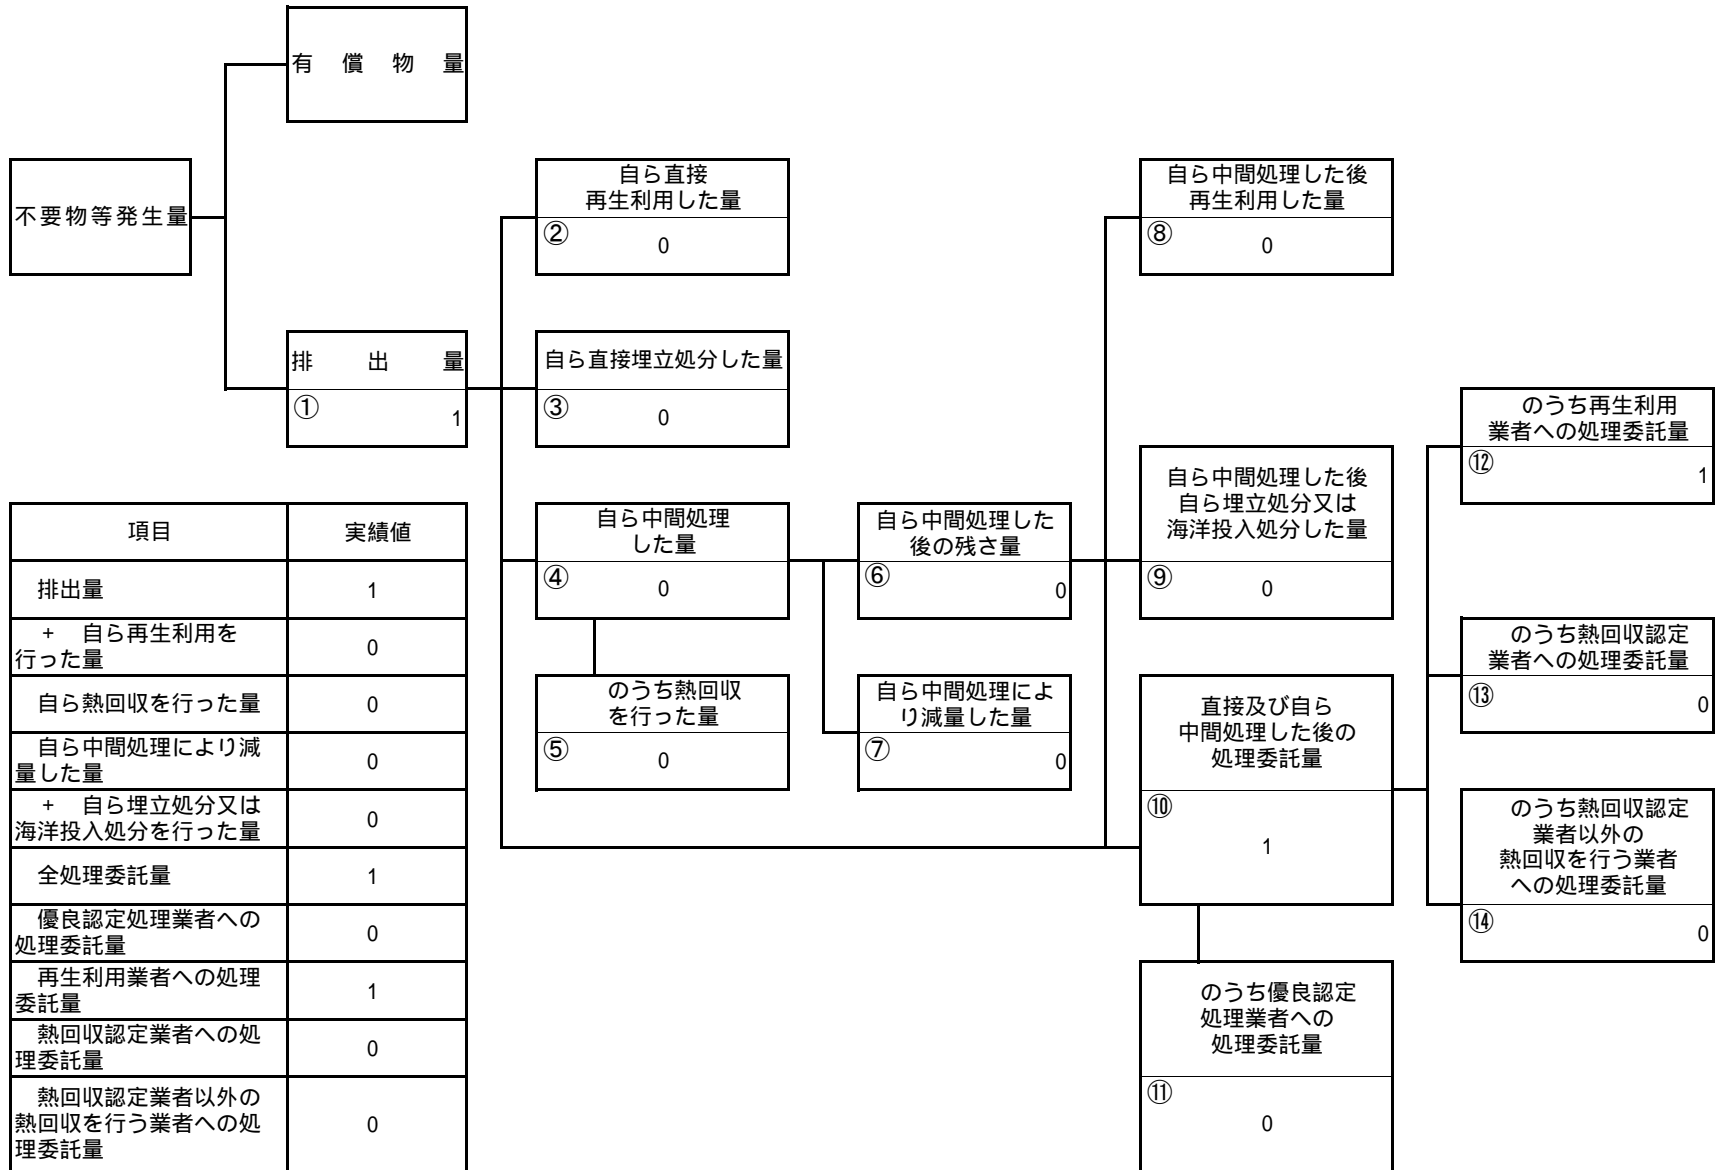 有償物量
不要物等発生量
排出量
①
1
自ら直接
再生利用した量
②
0
自ら直接埋立処分した量
③
0
自ら中間処理
した量
④
0
のうち熱回収
を行った量
⑤
0
自ら中間処理した
後の残さ量
⑥
0
自ら中間処理によ
り減量した量
⑦
0
自ら中間処理した後
再生利用した量
⑧
0
自ら中間処理した後
自ら埋立処分又は
海洋投入処分した量
⑨
0
直接及び自ら
中間処理した後の
処理委託量
⑩
1
のうち優良認定
処理業者への
処理委託量
⑪
0
のうち再生利用
業者への処理委託量
⑫
1
のうち熱回収認定
業者への処理委託量
⑬
0
のうち熱回収認定
業者以外の
熱回収を行う業者
への処理委託量
⑭
0
項目 実績値
排出量 1
+ 自ら再生利用を
行った量 0
自ら熱回収を行った量 0
自ら中間処理により減
量した量 0
+ 自ら埋立処分又は
海洋投入処分を行った量 0
全処理委託量 1
優良認定処理業者への
処理委託量 0
再生利用業者への処理
委託量 1
熱回収認定業者への処
理委託量 0
熱回収認定業者以外の
熱回収を行う業者への処
理委託量 0